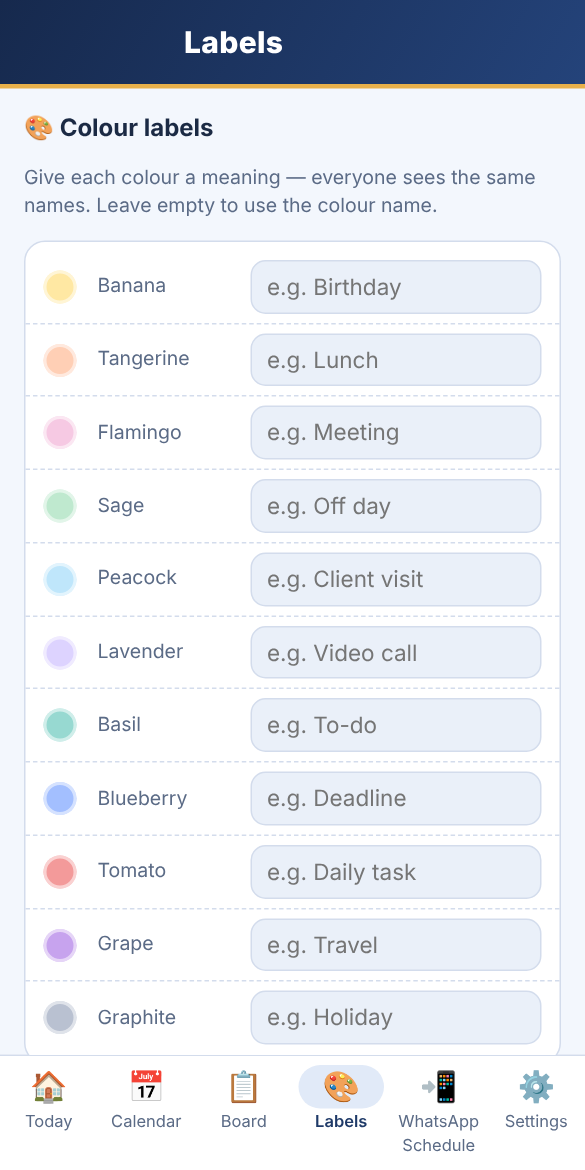 Labels
Colour labels
Give each colour a meaning — everyone sees the same
names. Leave empty to use the colour name.
Banana e.g. Birthday
Tangerine e.g. Lunch
Flamingo e.g. Meeting
Sage e.g. Off day
Peacock e.g. Client visit
Lavender e.g. Video call
Basil e.g. To-do
Blueberry e.g. Deadline
Tomato e.g. Daily task
Grape e.g. Travel
Graphite e.g. Holiday
July
17
Today Calendar Board Labels WhatsApp Schedule Settings